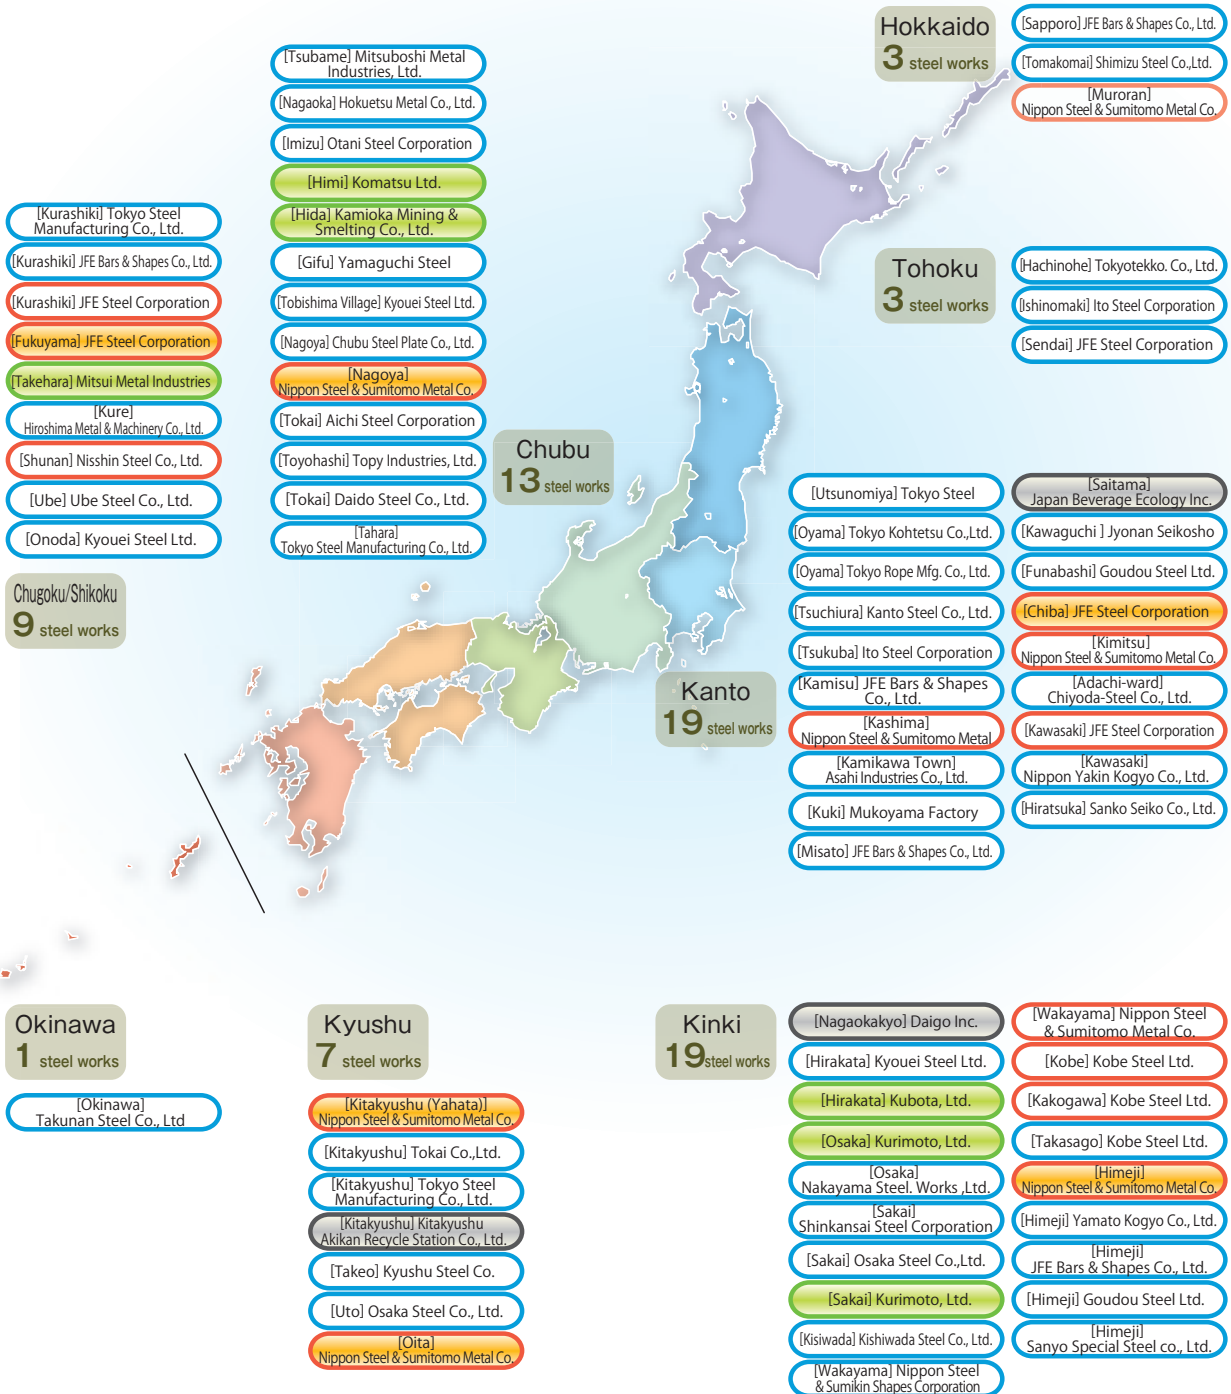 Hokkaido
3 steel works
[Sapporo] JFE Bars & Shapes Co., Ltd.
[Tomakomai] Shimizu Steel Co.,Ltd.
[Muroran]
Nippon Steel & Sumitomo Metal Co.
[Tsubame] Mitsuboshi Metal
Industries, Ltd.
[Nagaoka] Hokuetsu Metal Co., Ltd.
[Imizu] Otani Steel Corporation
[Himi] Komatsu Ltd.
[Hida] Kamioka Mining &
Smelting Co., Ltd.
[Gifu] Yamaguchi Steel
[Tobishima Village] Kyouei Steel Ltd.
[Nagoya] Chubu Steel Plate Co., Ltd.
[Nagoya]
Nippon Steel & Sumitomo Metal Co.
[Tokai] Aichi Steel Corporation
[Toyohashi] Topy Industries, Ltd.
[Tokai] Daido Steel Co., Ltd.
[Tahara]
Tokyo Steel Manufacturing Co., Ltd.
Chubu
13 steel works
[Kurashiki] Tokyo Steel
Manufacturing Co., Ltd.
[Kurashiki] JFE Bars & Shapes Co., Ltd.
[Kurashiki] JFE Steel Corporation
[Fukuyama] JFE Steel Corporation
[Takehara] Mitsui Metal Industries
[Kure]
Hiroshima Metal & Machinery Co., Ltd.
[Shunan] Nisshin Steel Co., Ltd.
[Ube] Ube Steel Co., Ltd.
[Onoda] Kyouei Steel Ltd.
Chugoku/Shikoku
9 steel works
Tohoku
3 steel works
[Hachinohe] Tokyotekko. Co., Ltd.
[Ishinomaki] Ito Steel Corporation
[Sendai] JFE Steel Corporation
Kanto
19 steel works
[Utsunomiya] Tokyo Steel
[Oyama] Tokyo Kohtetsu Co.,Ltd.
[Oyama] Tokyo Rope Mfg. Co., Ltd.
[Tsuchiura] Kanto Steel Co., Ltd.
[Tsukuba] Ito Steel Corporation
[Kamisu] JFE Bars & Shapes
Co., Ltd.
[Kashima]
Nippon Steel & Sumitomo Metal
[Kamikawa Town]
Asahi Industries Co., Ltd.
[Kuki] Mukoyama Factory
[Misato] JFE Bars & Shapes Co., Ltd.
[Saitama]
Japan Beverage Ecology Inc.
[Kawaguchi ] Jyonan Seikosho
[Funabashi] Goudou Steel Ltd.
[Chiba] JFE Steel Corporation
[Kimitsu]
Nippon Steel & Sumitomo Metal Co.
[Adachi-ward]
Chiyoda-Steel Co., Ltd.
[Kawasaki] JFE Steel Corporation
[Kawasaki]
Nippon Yakin Kogyo Co., Ltd.
[Hiratsuka] Sanko Seiko Co., Ltd.
Okinawa
1 steel works
[Okinawa]
Takunan Steel Co., Ltd
Kyushu
7 steel works
[Kitakyushu (Yahata)]
Nippon Steel & Sumitomo Metal Co.
[Kitakyushu] Tokai Co.,Ltd.
[Kitakyushu] Tokyo Steel
Manufacturing Co., Ltd.
[Kitakyushu] Kitakyushu
Akikan Recycle Station Co., Ltd.
[Takeo] Kyushu Steel Co.
[Uto] Osaka Steel Co., Ltd.
[Oita]
Nippon Steel & Sumitomo Metal Co.
Kinki
19 steel works
[Nagaokakyo] Daigo Inc.
[Hirakata] Kyouei Steel Ltd.
[Hirakata] Kubota, Ltd.
[Osaka] Kurimoto, Ltd.
[Osaka]
Nakayama Steel. Works ,Ltd.
[Sakai]
Shinkansai Steel Corporation
[Sakai] Osaka Steel Co.,Ltd.
[Sakai] Kurimoto, Ltd.
[Kisiwada] Kishiwada Steel Co., Ltd.
[Wakayama] Nippon Steel
& Sumikin Shapes Corporation
[Wakayama] Nippon Steel
& Sumitomo Metal Co.
[Kobe] Kobe Steel Ltd.
[Kakogawa] Kobe Steel Ltd.
[Takasago] Kobe Steel Ltd.
[Himeji]
Nippon Steel & Sumitomo Metal Co.
[Himeji] Yamato Kogyo Co., Ltd.
[Himeji]
JFE Bars & Shapes Co., Ltd.
[Himeji] Goudou Steel Ltd.
[Himeji]
Sanyo Special Steel co., Ltd.